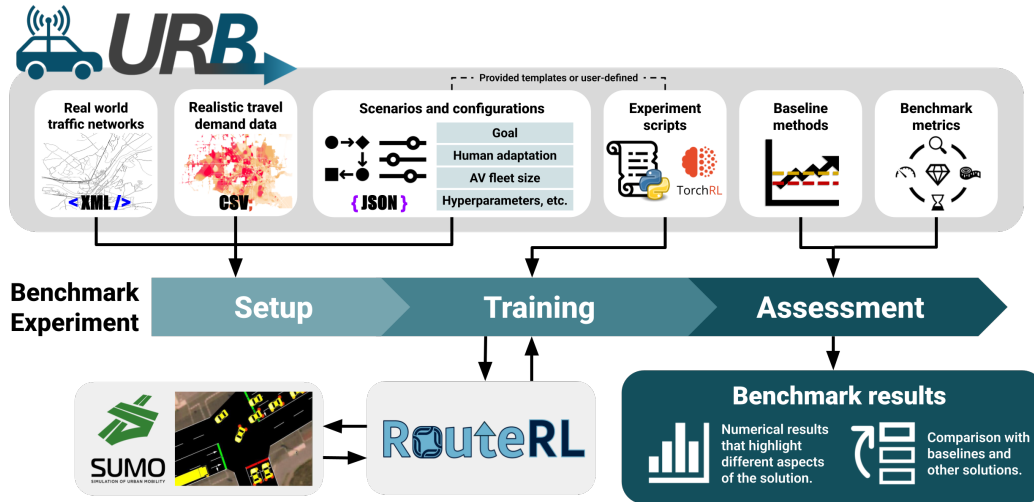 URB
Provided templates or user-defined
Real world
traffic networks
< XML />
Realistic travel
demand data
CSV,
Scenarios and configurations
{ JSON }
Goal
Human adaptation
AV fleet size
Hyperparameters, etc.
Experiment
scripts
TorchRL
Baseline
methods
Benchmark
metrics
Benchmark
Experiment
Setup
Training
Assessment
SUMO
SIMULATION OF URBAN MOBILITY
RouteRL
Benchmark results
Numerical results
that highlight
different aspects
of the solution.
Comparison with
baselines and
other solutions.